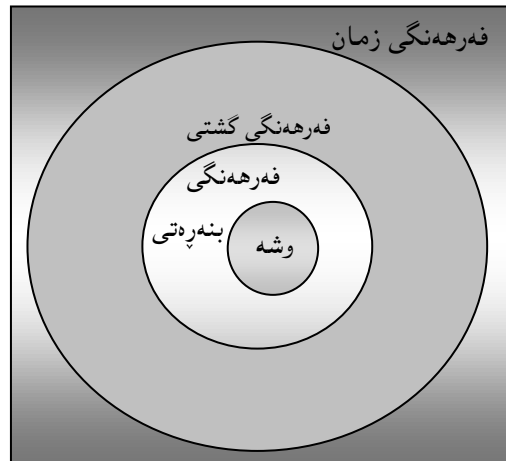 فەرهەنگی زمان
فەرهەنگی گشتی
فەرهەنگی
بنەڕەتی
وشە